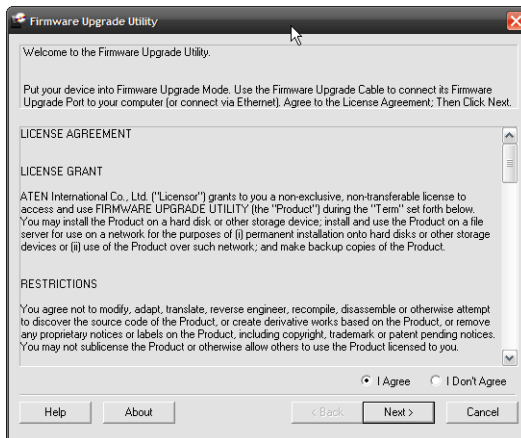 Firmware Upgrade Utility
Welcome to the Firmware Upgrade Utility.
Put your device into Firmware Upgrade Mode. Use the Firmware Upgrade Cable to connect its Firmware
Upgrade Port to your computer (or connect via Ethernet). Agree to the License Agreement; Then Click Next.
LICENSE AGREEMENT
LICENSE GRANT
ATEN International Co., Ltd. ("Licensor") grants to you a non-exclusive, non-transferable license to
access and use FIRMWARE UPGRADE UTILITY (the "Product") during the "Term" set forth below.
You may install the Product on a hard disk or other storage device; install and use the Product on a file
server for use on a network for the purposes of (i) permanent installation onto hard disks or other storage
devices or (ii) use of the Product over such network; and make backup copies of the Product.
RESTRICTIONS
You agree not to modify, adapt, translate, reverse engineer, recompile, disassemble or otherwise attempt
to discover the source code of the Product, or create derivative works based on the Product, or remove
any proprietary notices or labels on the Product, including copyright, trademark or patent pending notices.
You may not sublicense the Product or otherwise allow others to use the Product licensed to you.
I Agree I Don't Agree
Help About < Back Next > Cancel